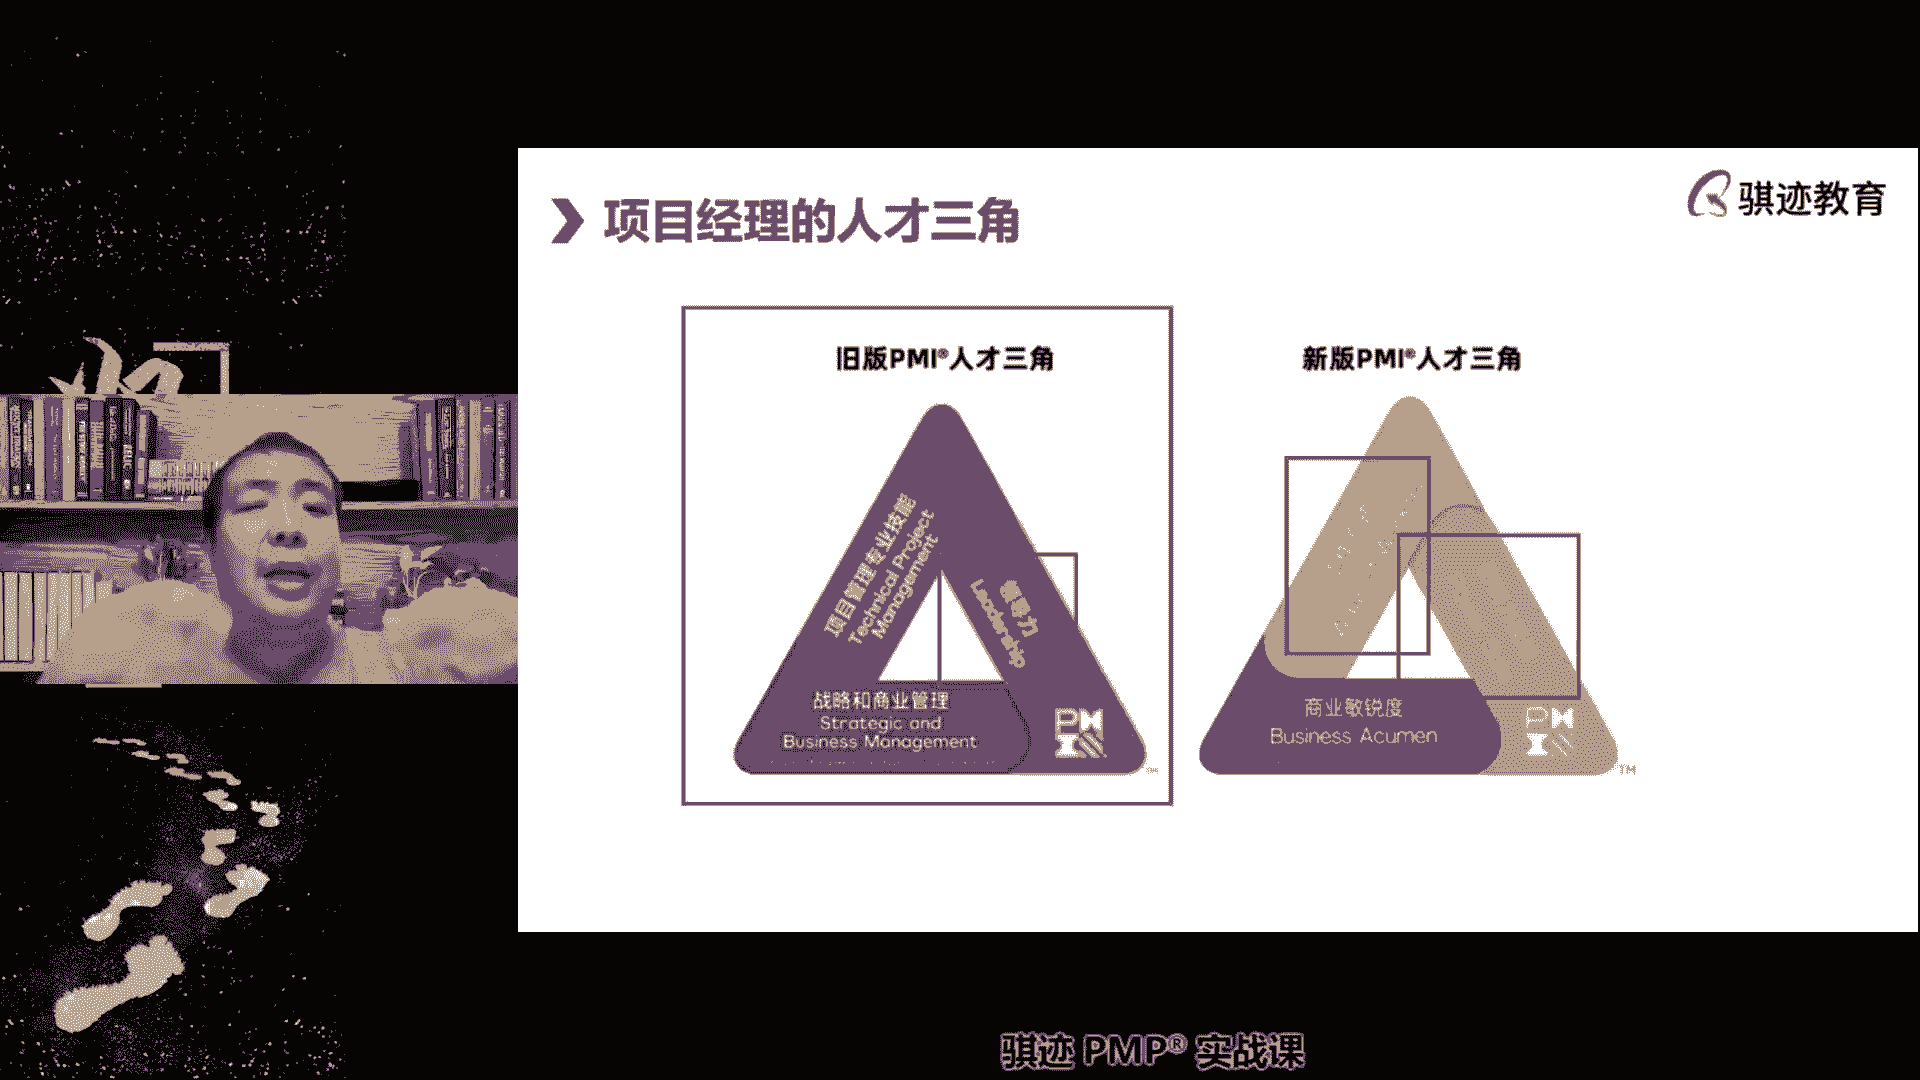 骐迹教育
项目经理的人才三角
旧版PMI®人才三角
项目管理专业技能
Technical Project
Management
领导力
Leadership
战略和商业管理
Strategic and
Business Management
PMI
TM
新版PMI®人才三角
商业敏锐度
Business Acumen
PMI
TM
骐迹 PMP® 实战课